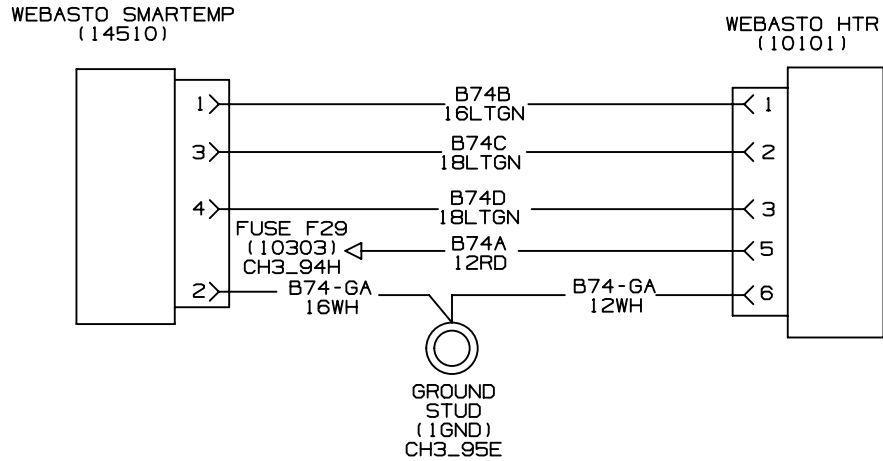 WEBASTO SMARTEMP
(14510)
WEBASTO HTR
(10101)
1
B74B
16LTGN
1
3
B74C
18LTGN
2
4
B74D
18LTGN
3
FUSE F29
(10303)
CH3_94H
B74A
12RD
5
2
B74-GA
16WH
B74-GA
12WH
6
GROUND
STUD
(1GND)
CH3_95E